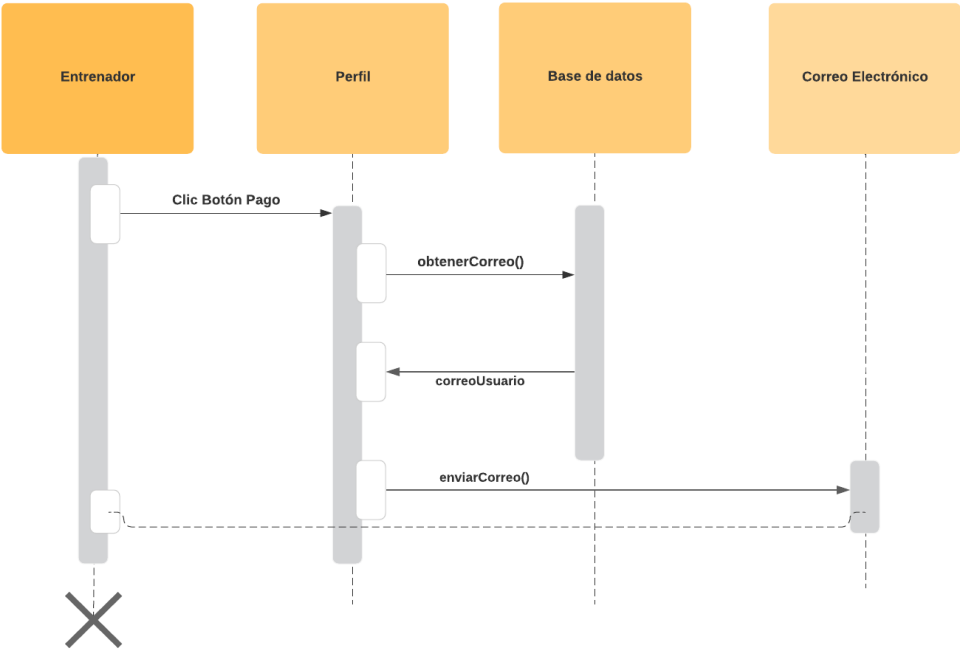 Entrenador
Perfil
Base de datos
Correo Electrónico
Clic Botón Pago
obtenerCorreo()
correoUsuario
enviarCorreo()